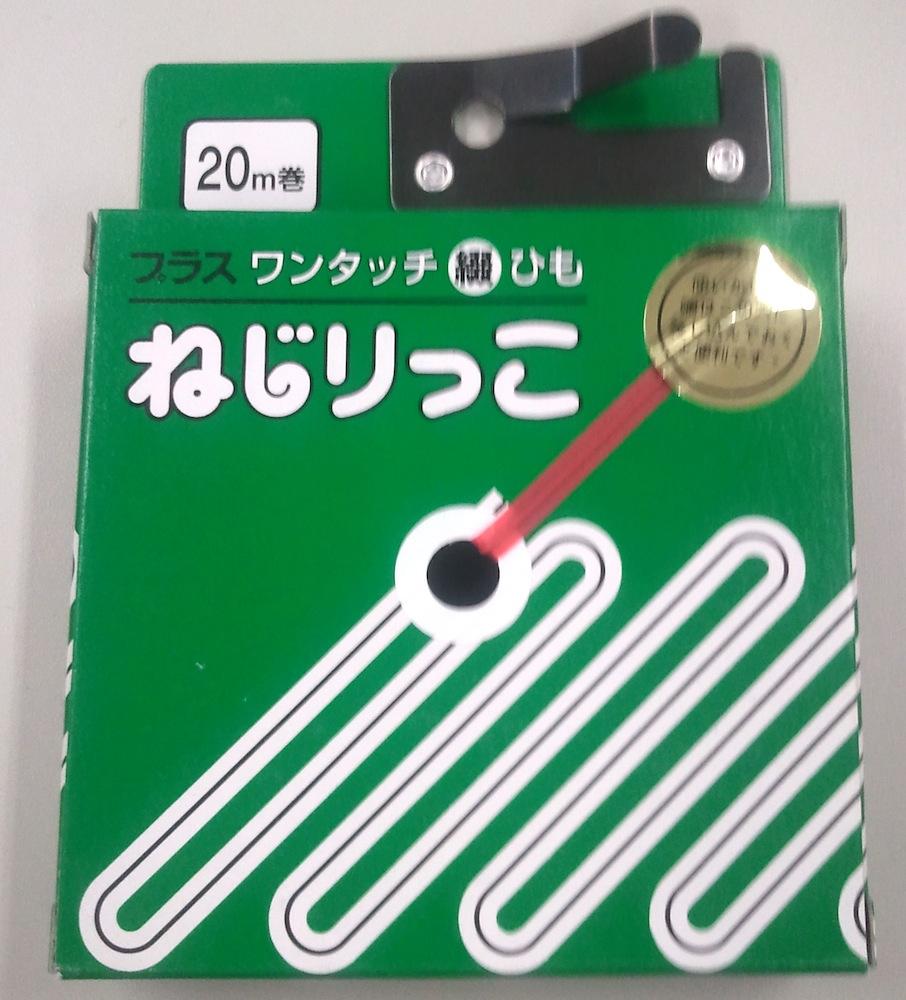 20m巻
プラス ワンタッチ 綴 ひも
ねじりっこ